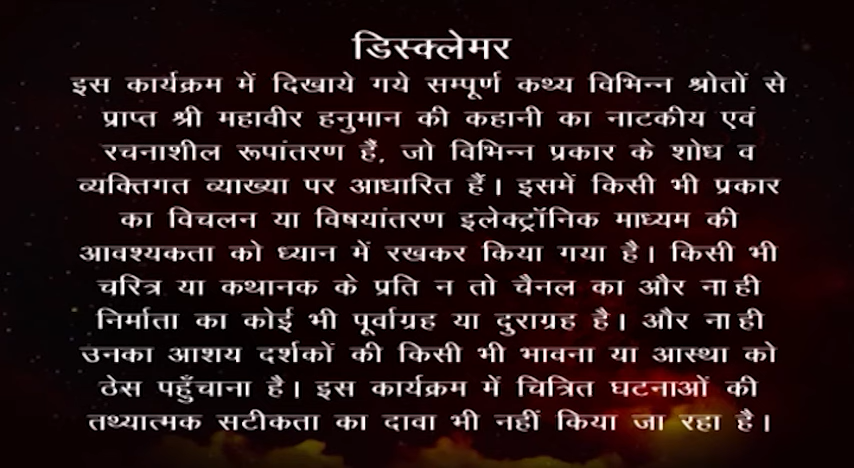 डिस्क्लेमर
इस कार्यक्रम में दिखाये गये सम्पूर्ण कथ्य विभिन्न श्रोतों से
प्राप्त श्री महावीर हनुमान की कहानी का नाटकीय एवं
रचनाशील रूपांतरण हैं, जो विभिन्न प्रकार के शोध व
व्यक्तिगत व्याख्या पर आधारित हैं। इसमें किसी भी प्रकार
का विचलन या विषयांतरण इलेक्ट्रॉनिक माध्यम की
आवश्यकता को ध्यान में रखकर किया गया है। किसी भी
चरित्र या कथानक के प्रति न तो चैनल का और ना ही
निर्माता का कोई भी पूर्वाग्रह या दुराग्रह है। और ना ही
उनका आशय दर्शकों की किसी भी भावना या आस्था को
ठेस पहुँचाना है। इस कार्यक्रम में चित्रित घटनाओं की
तथ्यात्मक सटीकता का दावा भी नहीं किया जा रहा है।